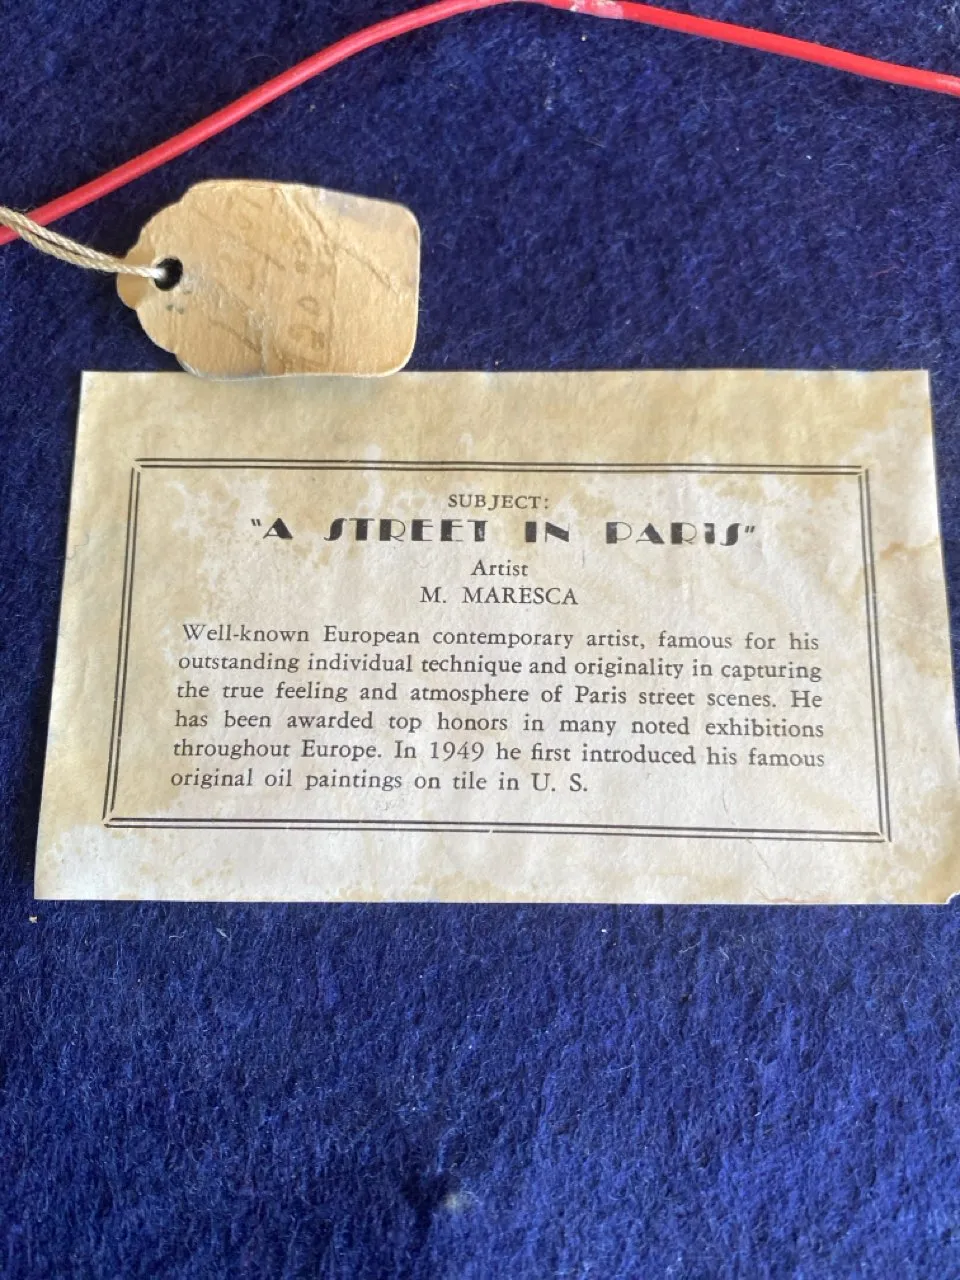 SUBJECT:
"A STREET IN PARIS"
Artist
M. MARESCA
Well-known European contemporary artist, famous for his
outstanding individual technique and originality in capturing
the true feeling and atmosphere of Paris street scenes. He
has been awarded top honors in many noted exhibitions
throughout Europe. In 1949 he first introduced his famous
original oil paintings on tile in U. S.